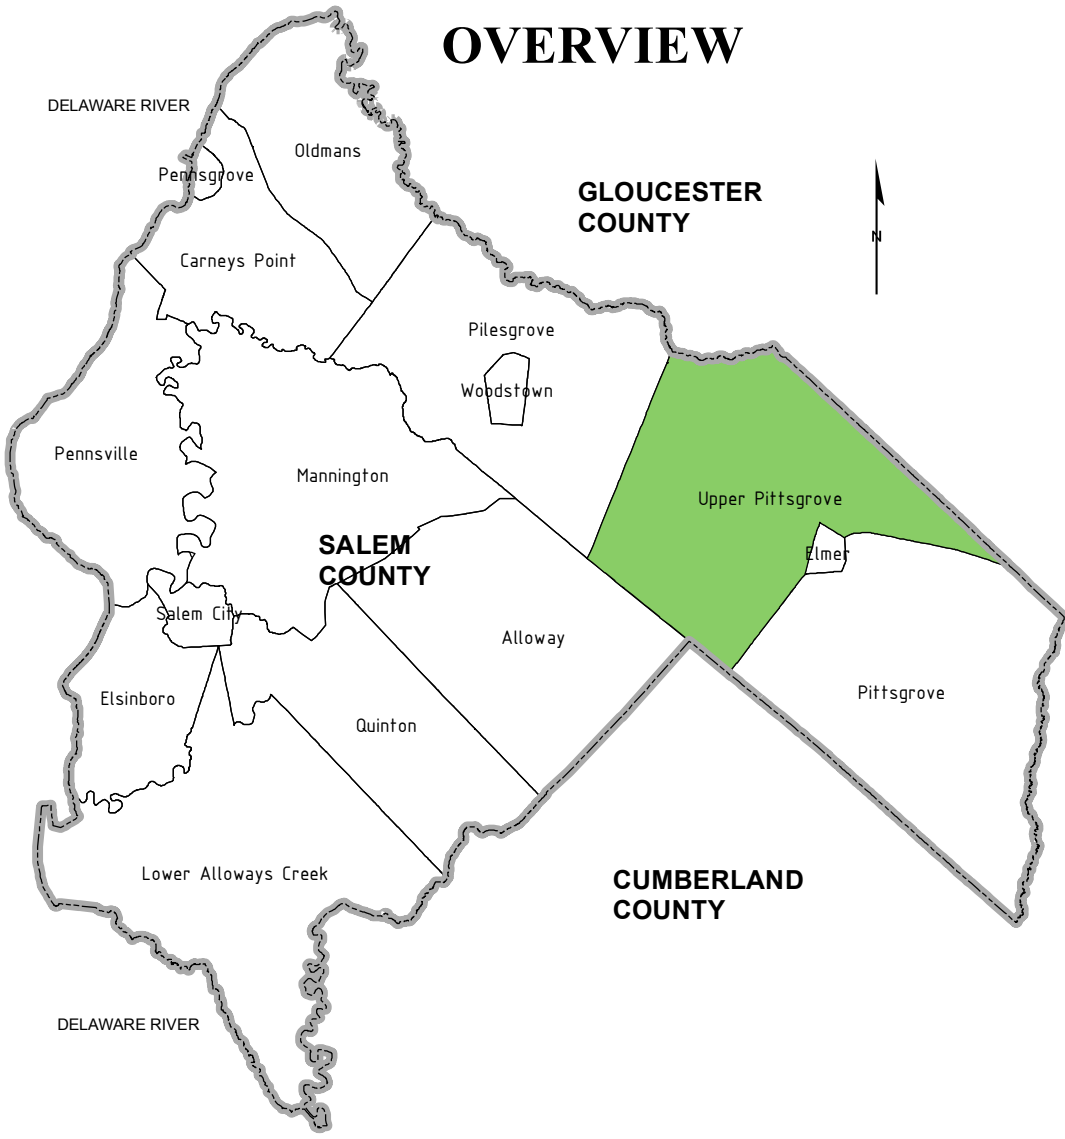 OVERVIEW
DELAWARE RIVER
Oldmans
Pennsgrove
GLOUCESTER
COUNTY
N
Carneys Point
Pilesgrove
Woodstown
Pennsville
Mannington
Upper Pittsgrove
SALEM
COUNTY
Elmer
Salem City
Alloway
Elsinboro
Pittsgrove
Quinton
Lower Alloways Creek
CUMBERLAND
COUNTY
DELAWARE RIVER